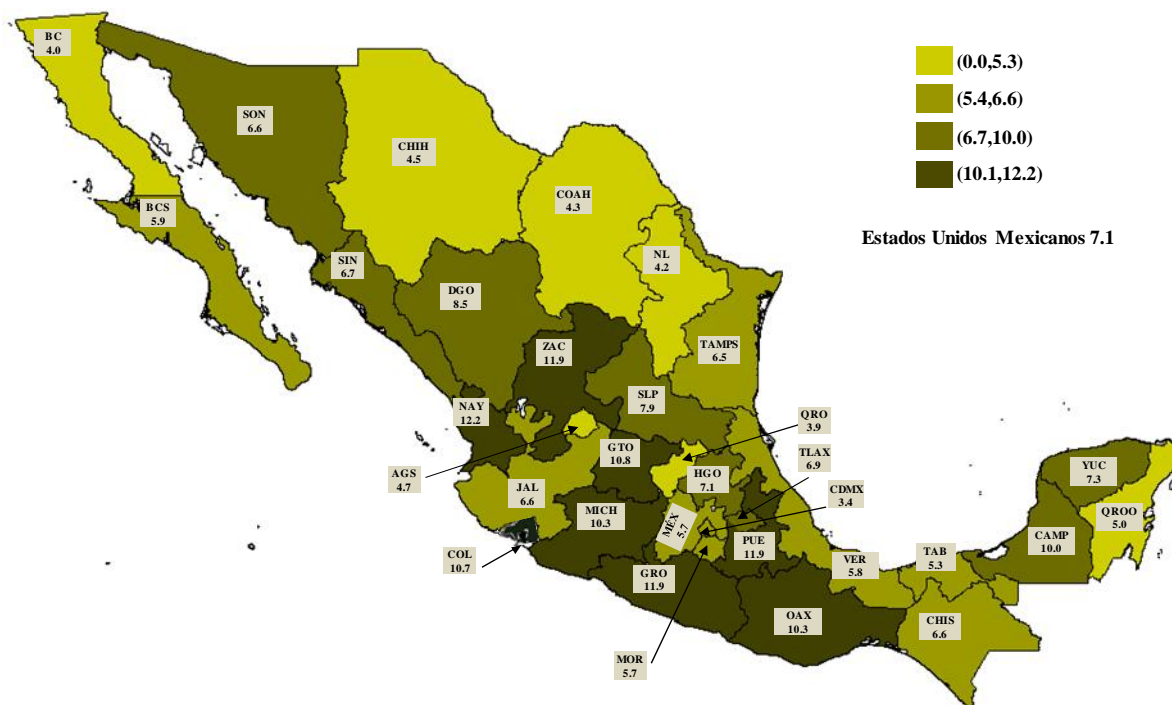 BC
4.0
(0.0,5.3)
SON
6.6
(5.4,6.6)
CHIH
4.5
(6.7,10.0)
(10.1,12.2)
COAH
4.3
BCS
5.9
Estados Unidos Mexicanos 7.1
NL
4.2
SIN
6.7
DGO
8.5
TAMPS
6.5
ZAC
11.9
SLP
7.9
NAY
12.2
QRO
3.9
GTO
10.8
TLAX
6.9
AGS
4.7
HGO
7.1
YUC
7.3
JAL
6.6
CDMX
3.4
QROO
5.0
MICH
10.3
MÉX
5.7
PUE
11.9
CAMP
10.0
COL
10.7
VER
5.8
TAB
5.3
GRO
11.9
OAX
10.3
CHIS
6.6
MOR
5.7